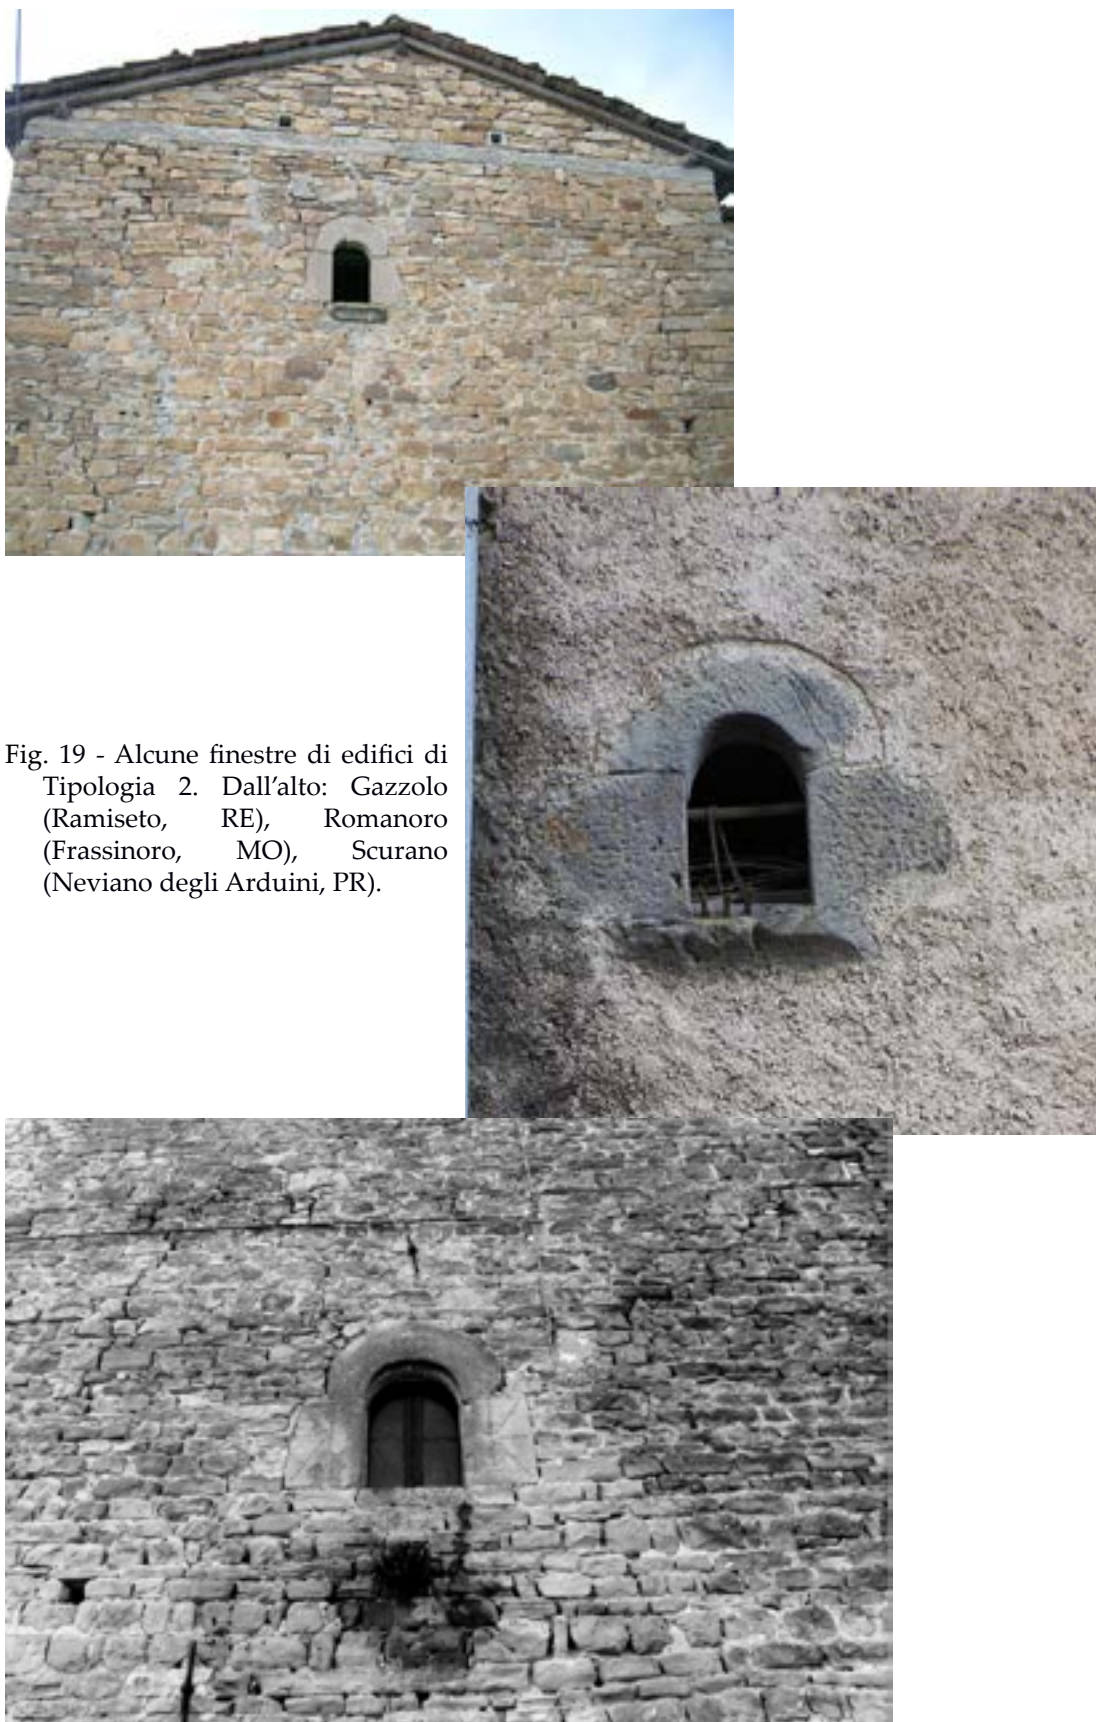 Fig. 19 - Alcune finestre di edifici di
Tipologia 2. Dall’alto: Gazzolo
(Ramiseto, RE), Romanoro
(Frassinoro, MO), Scurano
(Neviano degli Arduini, PR).